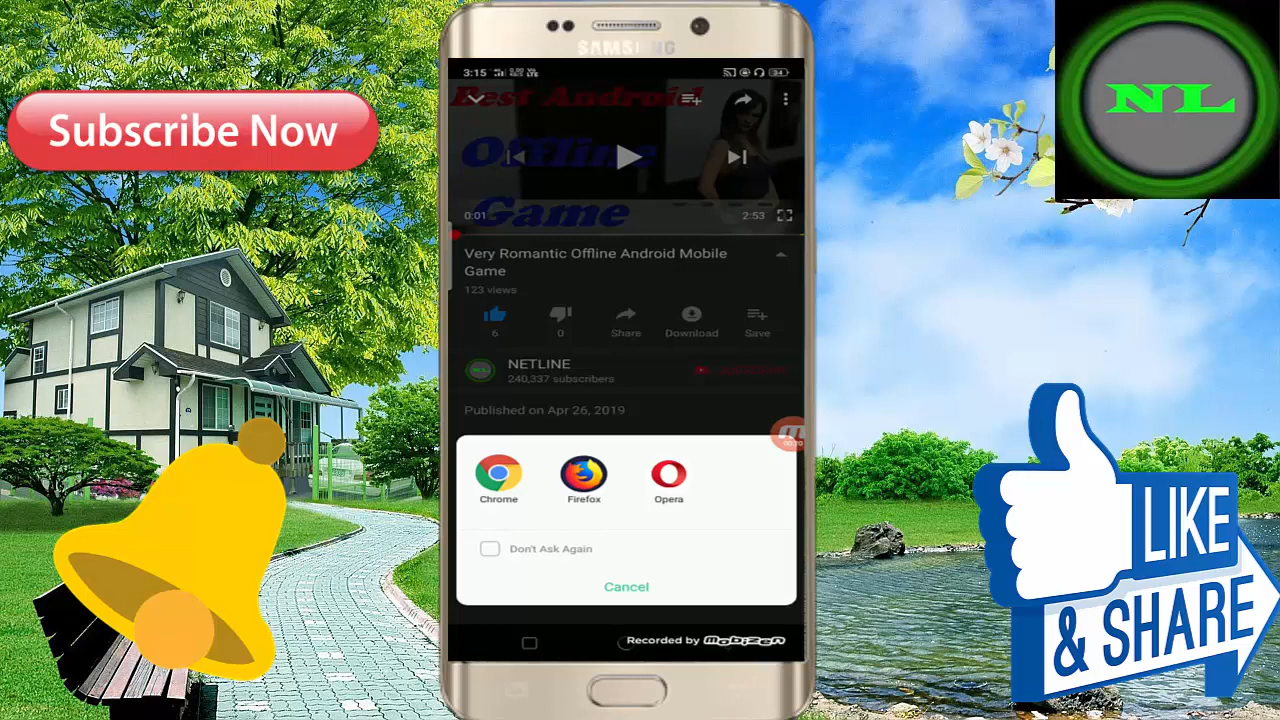 Subscribe Now
NL
SAMSUNG
3:15
34
Best Android
Offline
Game
0:01
2:53
Very Romantic Offline Android Mobile
Game
123 views
6
0
Share
Download
Save
NETLINE
240,337 subscribers
Published on Apr 26, 2019
Chrome
Firefox
Opera
Don't Ask Again
Cancel
Recorded by mobizen
LIKE
& SHARE